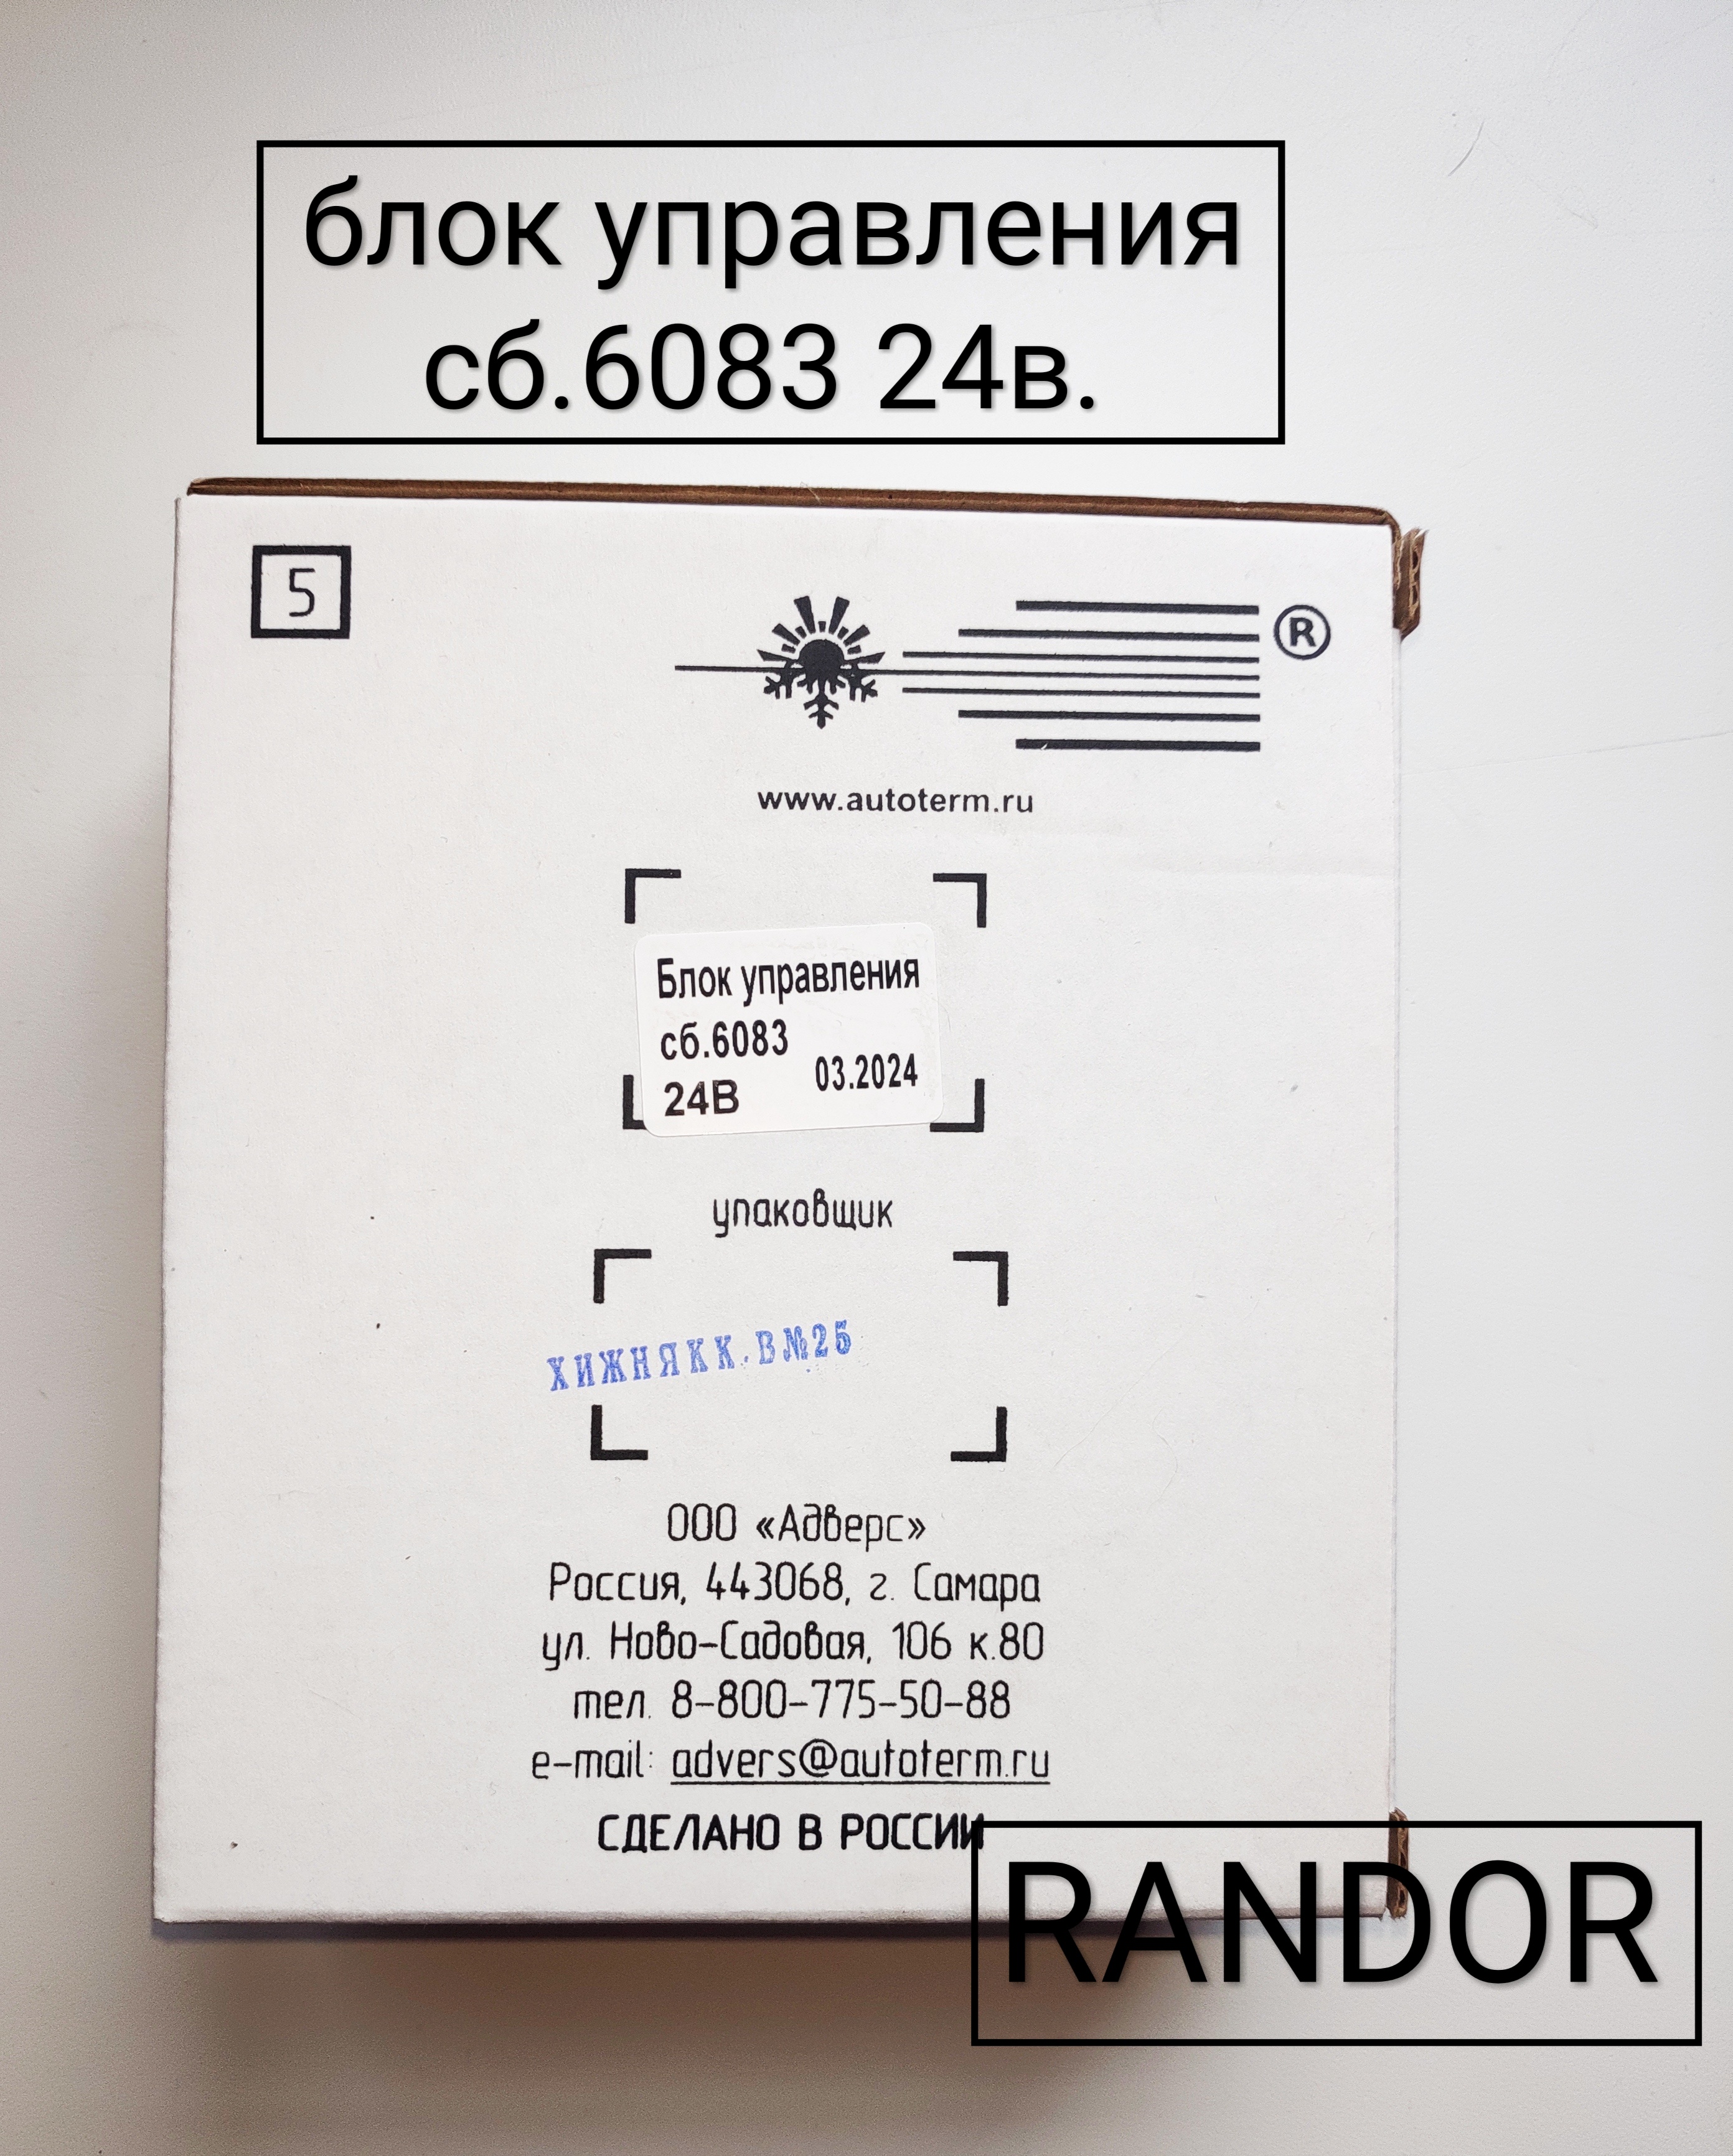 блок управления
сб.6083 24в.
5
®
www.autoterm.ru
Блок управления
сб.6083
03.2024
24В
упаковщик
ХИЖНЯКК.В№25
ООО «Адверс»
Россия, 443068, г. Самара
ул. Ново-Садовая, 106 к.80
тел. 8-800-775-50-88
e-mail: advers@autoterm.ru
СДЕЛАНО В РОССИИ
RANDOR